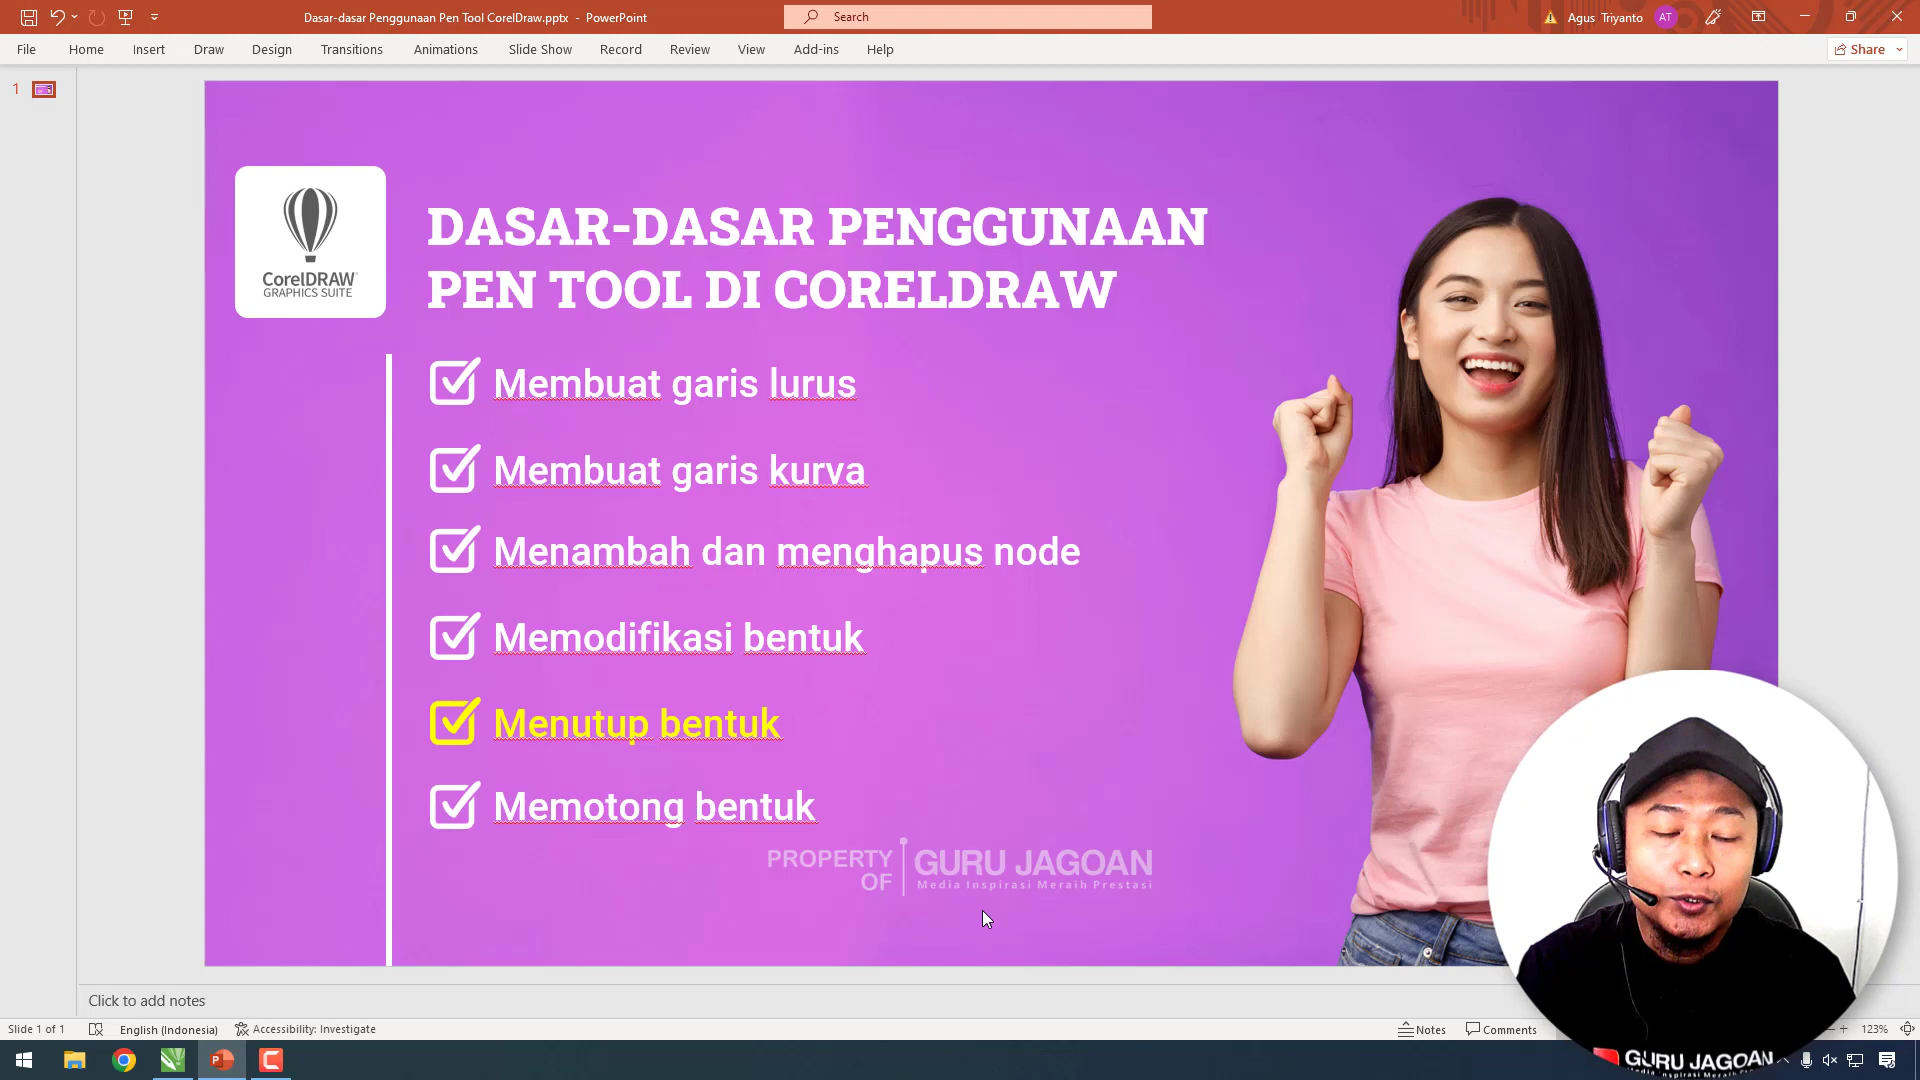 Dasar-dasar Penggunaan Pen Tool CorelDraw.pptx - PowerPoint
Search
Agus Triyanto
AT
File Home Insert Draw Design Transitions Animations Slide Show Record Review View Add-ins Help
Share
1
CorelDRAW
GRAPHICS SUITE
DASAR-DASAR PENGGUNAAN
PEN TOOL DI CORELDRAW
Membuat garis lurus
Membuat garis kurva
Menambah dan menghapus node
Memodifikasi bentuk
Menutup bentuk
Memotong bentuk
PROPERTY OF
GURU JAGOAN
Media Inspirasi Meraih Prestasi
Click to add notes
Slide 1 of 1 English (Indonesia) Accessibility: Investigate
Notes Comments 123%
GURU JAGOAN